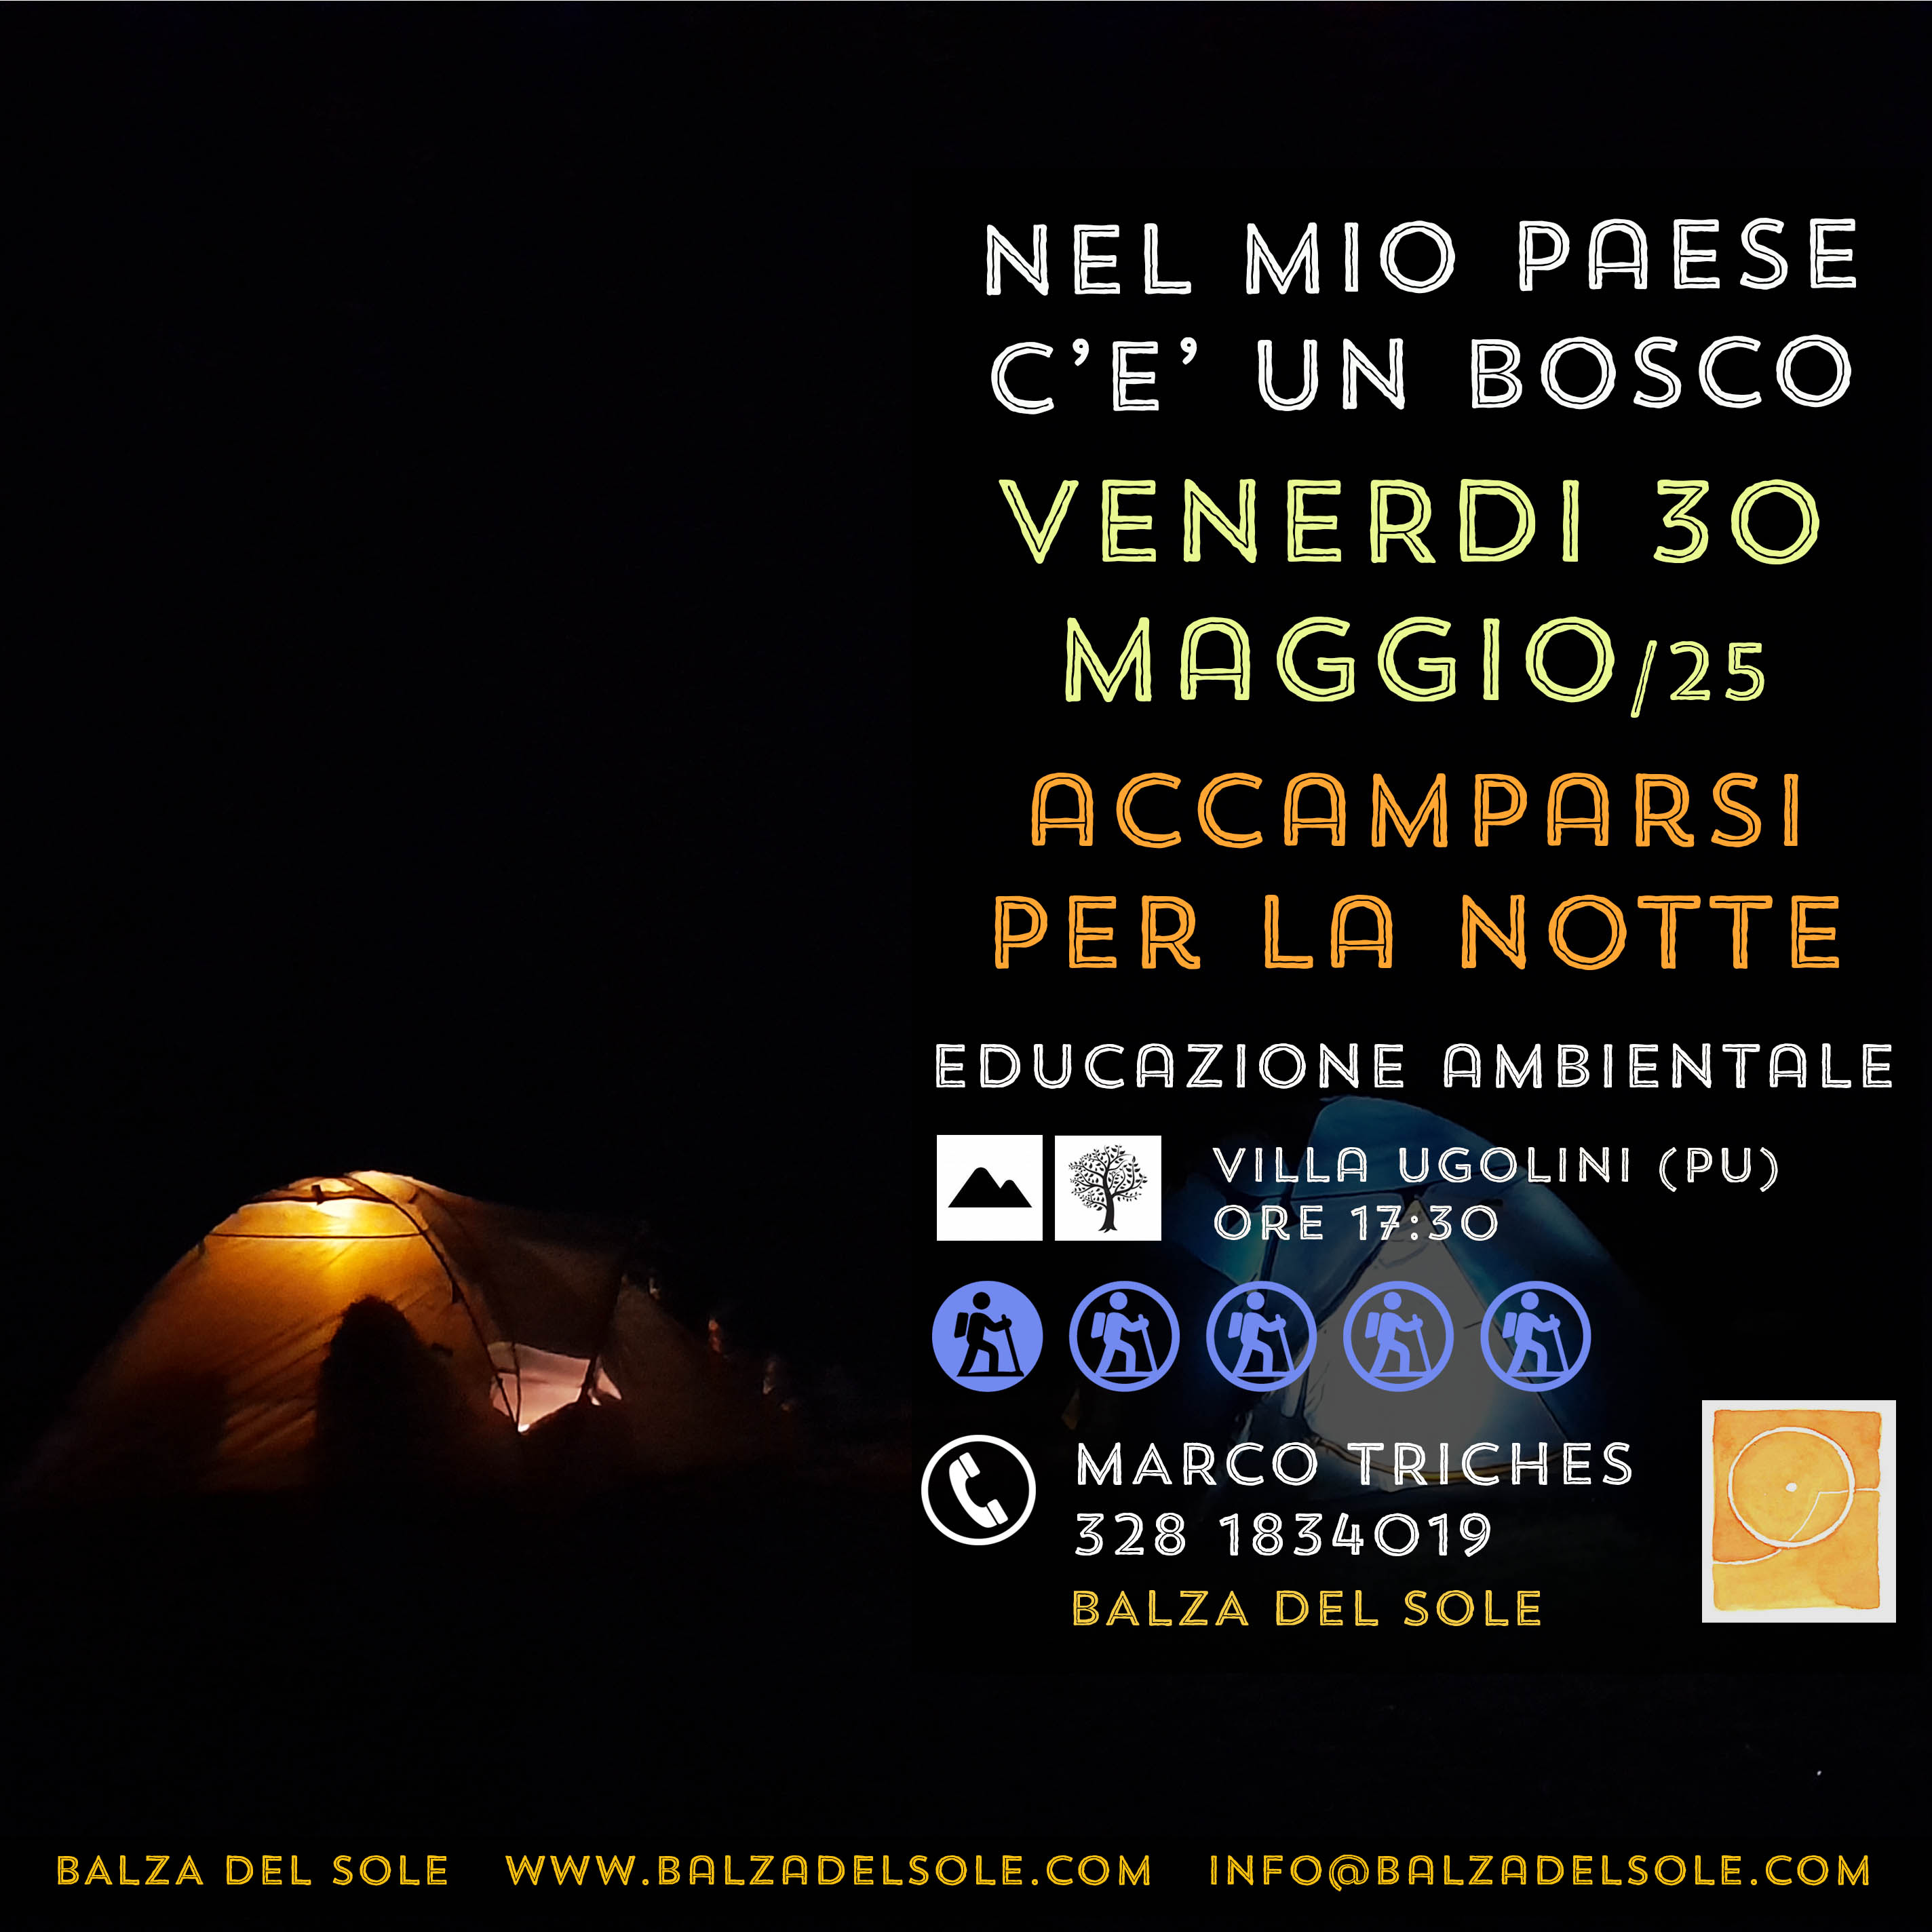 NEL MIO PAESE
C'E' UN BOSCO
VENERDI 30
MAGGIO/25
ACCAMPARSI
PER LA NOTTE
EDUCAZIONE AMBIENTALE
VILLA UGOLINI (PU)
ORE 17:30
MARCO TRICHES
328 1834019
BALZA DEL SOLE
BALZA DEL SOLE WWW.BALZADELSOLE.COM INFO@BALZADELSOLE.COM